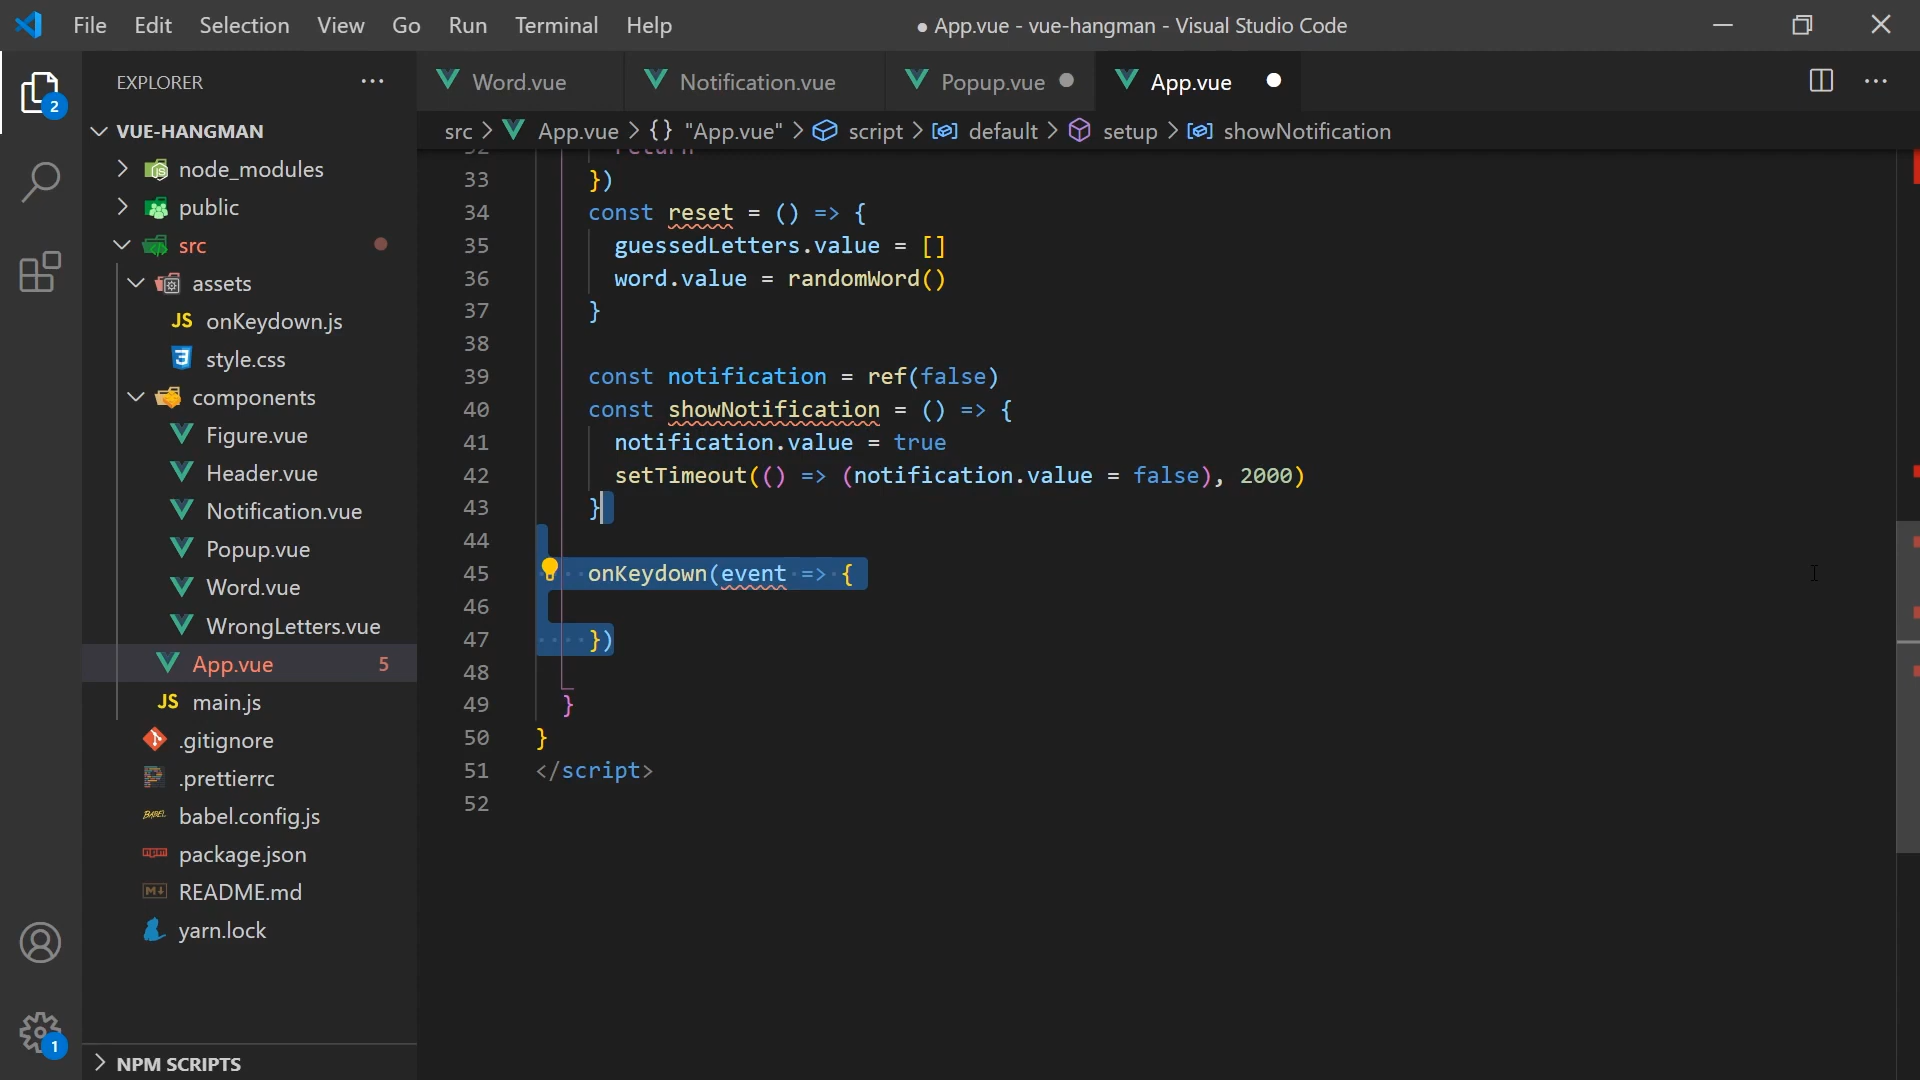 File Edit Selection View Go Run Terminal Help
● App.vue - vue-hangman - Visual Studio Code
EXPLORER
Word.vue
Notification.vue
Popup.vue
App.vue
src > App.vue > {} "App.vue" > script > default > setup > showNotification
2
VUE-HANGMAN
node_modules
public
src
assets
JS onKeydown.js
style.css
components
Figure.vue
Header.vue
Notification.vue
Popup.vue
Word.vue
WrongLetters.vue
App.vue 5
JS main.js
.gitignore
.prettierrc
BABEL babel.config.js
npm package.json
M↓ README.md
yarn.lock
1
NPM SCRIPTS
32 return
33 })
34 const reset = () => {
35 guessedLetters.value = []
36 word.value = randomWord()
37 }
38
39 const notification = ref(false)
40 const showNotification = () => {
41 notification.value = true
42 setTimeout(() => (notification.value = false), 2000)
43 }
44
45 onKeydown(event => {
46
47 })
48
49 }
50 }
51 </script>
52